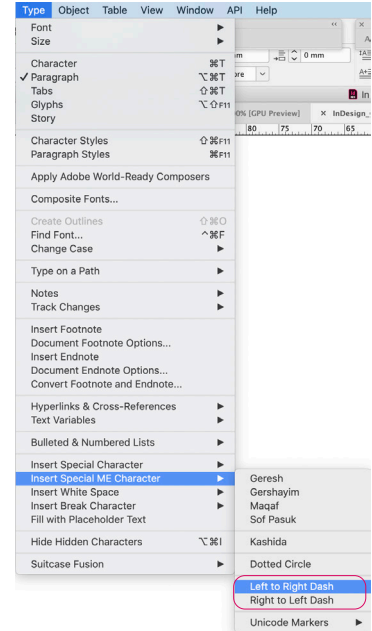 Type Object Table View Window API Help
Font ▶
Size ▶
Character ⌘T
✓ Paragraph ⌥⌘T
Tabs ⇧⌘T
Glyphs ⌥⇧F11
Story
Character Styles ⇧⌘F11
Paragraph Styles ⌘F11
Apply Adobe World-Ready Composers
Composite Fonts...
Create Outlines ⇧⌘O
Find Font... ^⌘F
Change Case ▶
Type on a Path ▶
Notes ▶
Track Changes ▶
Insert Footnote
Document Footnote Options...
Insert Endnote
Document Endnote Options...
Convert Footnote and Endnote...
Hyperlinks & Cross-References ▶
Text Variables ▶
Bulleted & Numbered Lists ▶
Insert Special Character ▶
Insert Special ME Character ▶
Insert White Space ▶
Insert Break Character ▶
Fill with Placeholder Text
Hide Hidden Characters ⌥⌘I
Suitcase Fusion ▶
Geresh
Gershayim
Maqaf
Sof Pasuk
Kashida
Dotted Circle
Left to Right Dash
Right to Left Dash
Unicode Markers ▶
0 mm
In
0% [GPU Preview] × InDesign_
80 75 70 65